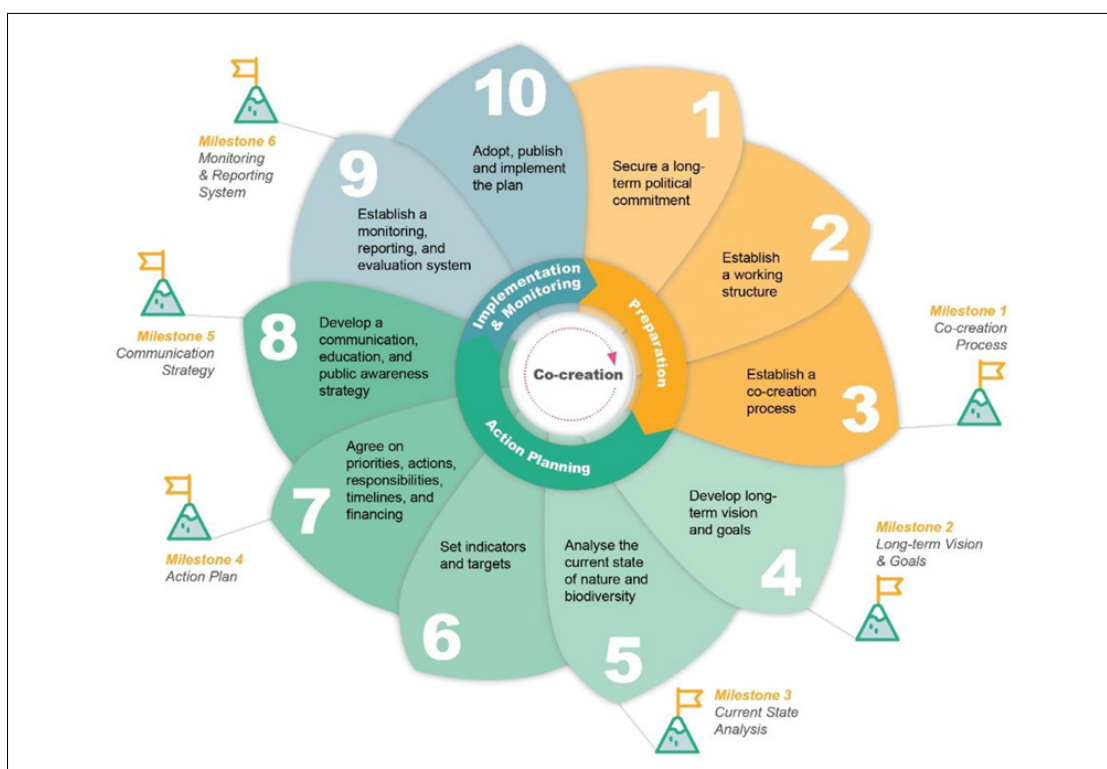 1
Secure a long-
term political
commitment
2
Establish
a working
structure
3
Establish a
co-creation
process
Milestone 1
Co-creation
Process
4
Develop long-
term vision
and goals
Milestone 2
Long-term Vision
& Goals
5
Analyse the
current state
of nature and
biodiversity
Milestone 3
Current State
Analysis
6
Set indicators
and targets
7
Agree on
priorities, actions,
responsibilities,
timelines, and
financing
Milestone 4
Action Plan
8
Develop a
communication,
education, and
public awareness
strategy
Milestone 5
Communication
Strategy
9
Establish a
monitoring,
reporting, and
evaluation system
Milestone 6
Monitoring
& Reporting
System
10
Adopt, publish
and implement
the plan
Implementation
& Monitoring
Preparation
Action Planning
Co-creation